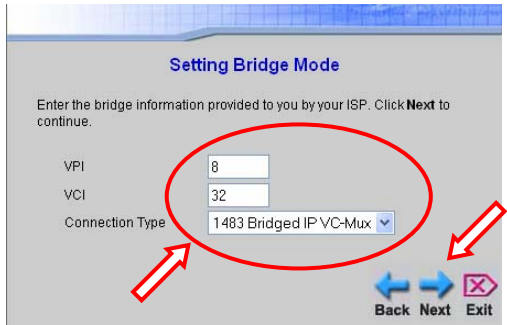 Setting Bridge Mode
Enter the bridge information provided to you by your ISP. Click Next to
continue.
VPI 8
VCI 32
Connection Type 1483 Bridged IP VC-Mux
Back Next Exit